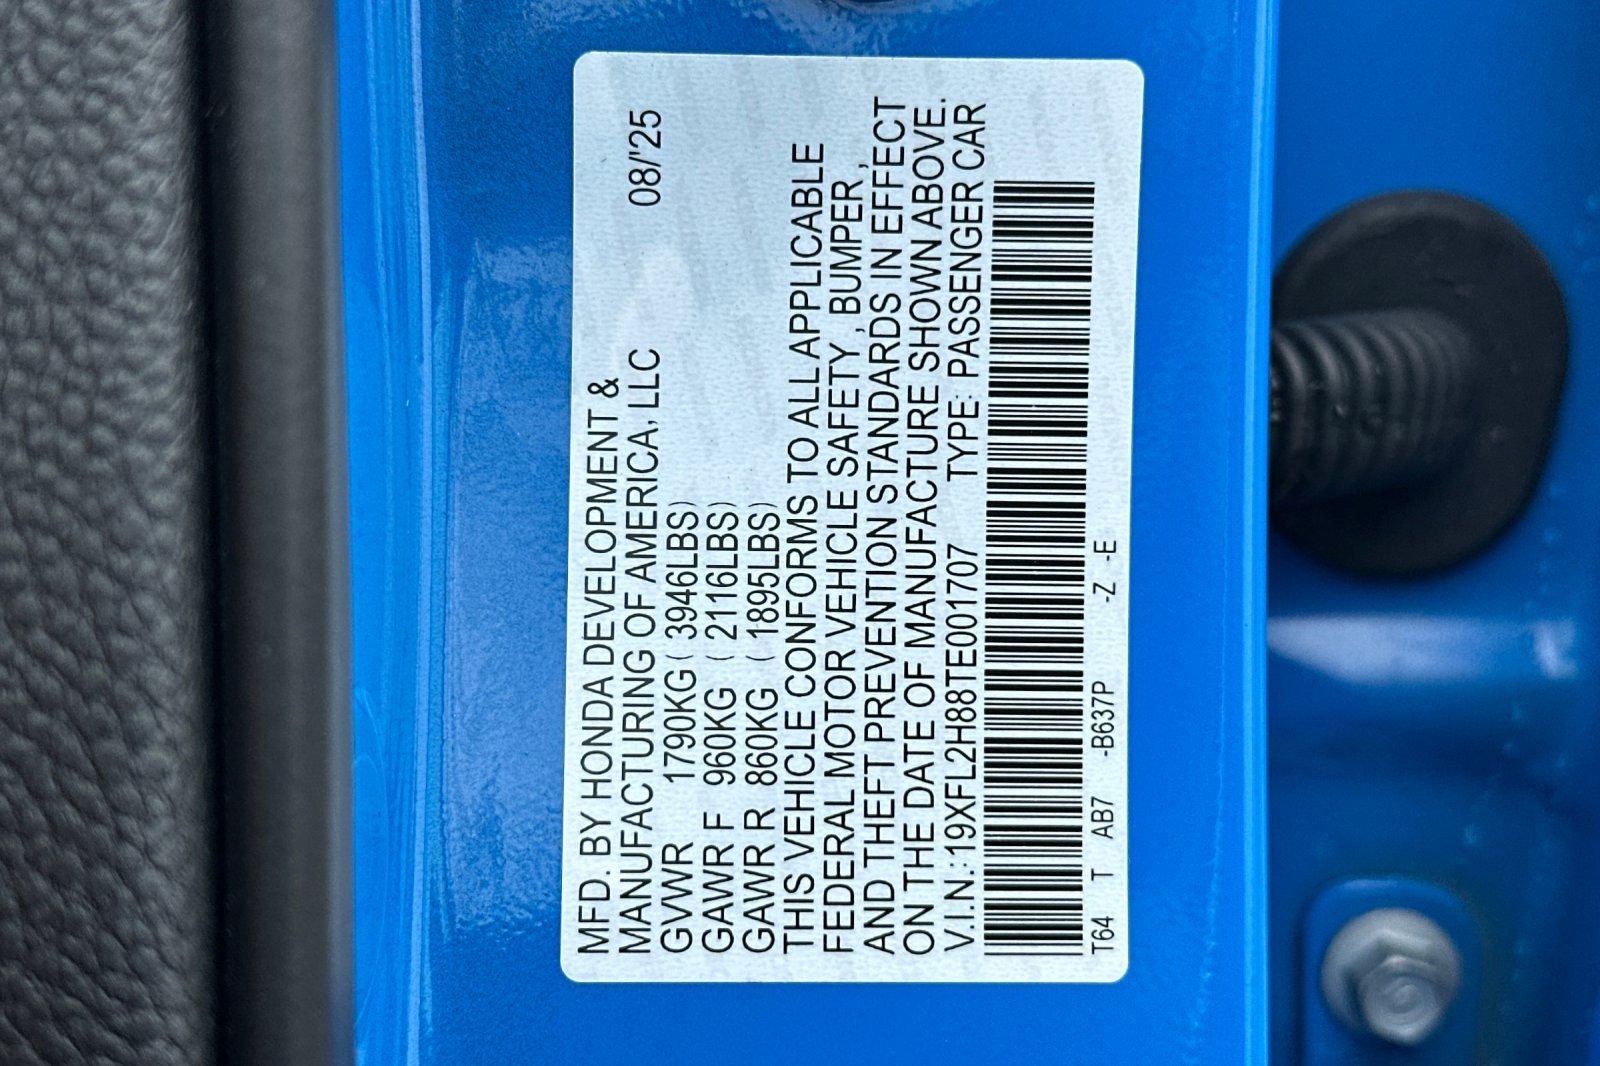 MFD. BY HONDA DEVELOPMENT &
MANUFACTURING OF AMERICA, LLC 08/'25
GVWR 1790KG ( 3946LBS)
GAWR F 960KG ( 2116LBS)
GAWR R 860KG ( 1895LBS)
THIS VEHICLE CONFORMS TO ALL APPLICABLE
FEDERAL MOTOR VEHICLE SAFETY , BUMPER ,
AND THEFT PREVENTION STANDARDS IN EFFECT
ON THE DATE OF MANUFACTURE SHOWN ABOVE.
V.I.N.:19XFL2H88TE001707 TYPE: PASSENGER CAR
T64 T AB7 -B637P -Z -E